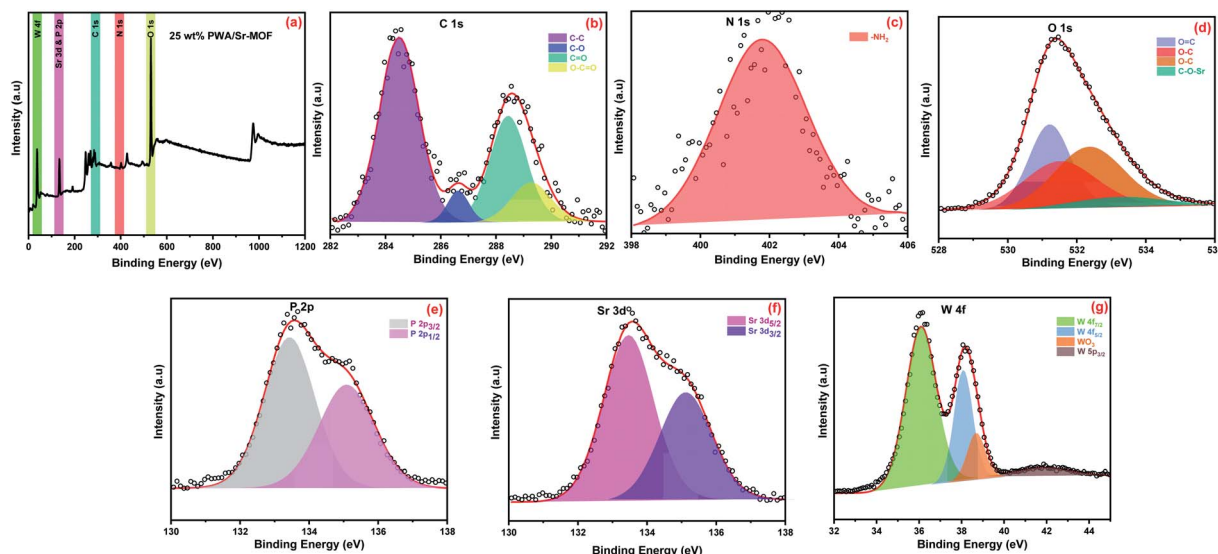 (a)
W 4f
Sr 3d & P 2p
C 1s
N 1s
O 1s
25 wt% PWA/Sr-MOF
Intensity (a.u)
0 200 400 600 800 1000 1200
Binding Energy (eV)
(b)
C 1s
C-C
C-O
C=O
O-C=O
Intensity (a.u)
282 284 286 288 290 292
Binding Energy (eV)
(c)
N 1s
-NH2
Intensity (a.u)
398 400 402 404 406
Binding Energy (eV)
(d)
O 1s
O=C
O-C
O-C
C-O-Sr
Intensity (a.u)
528 530 532 534 53
Binding Energy (eV)
(e)
P 2p
P 2p3/2
P 2p1/2
Intensity (a.u)
130 132 134 136 138
Binding Energy (eV)
(f)
Sr 3d
Sr 3d5/2
Sr 3d3/2
Intensity (a.u)
130 132 134 136 138
Binding Energy (eV)
(g)
W 4f
W 4f7/2
W 4f5/2
WO3
W 5p3/2
Intensity (a.u)
32 34 36 38 40 42 44
Binding Energy (eV)